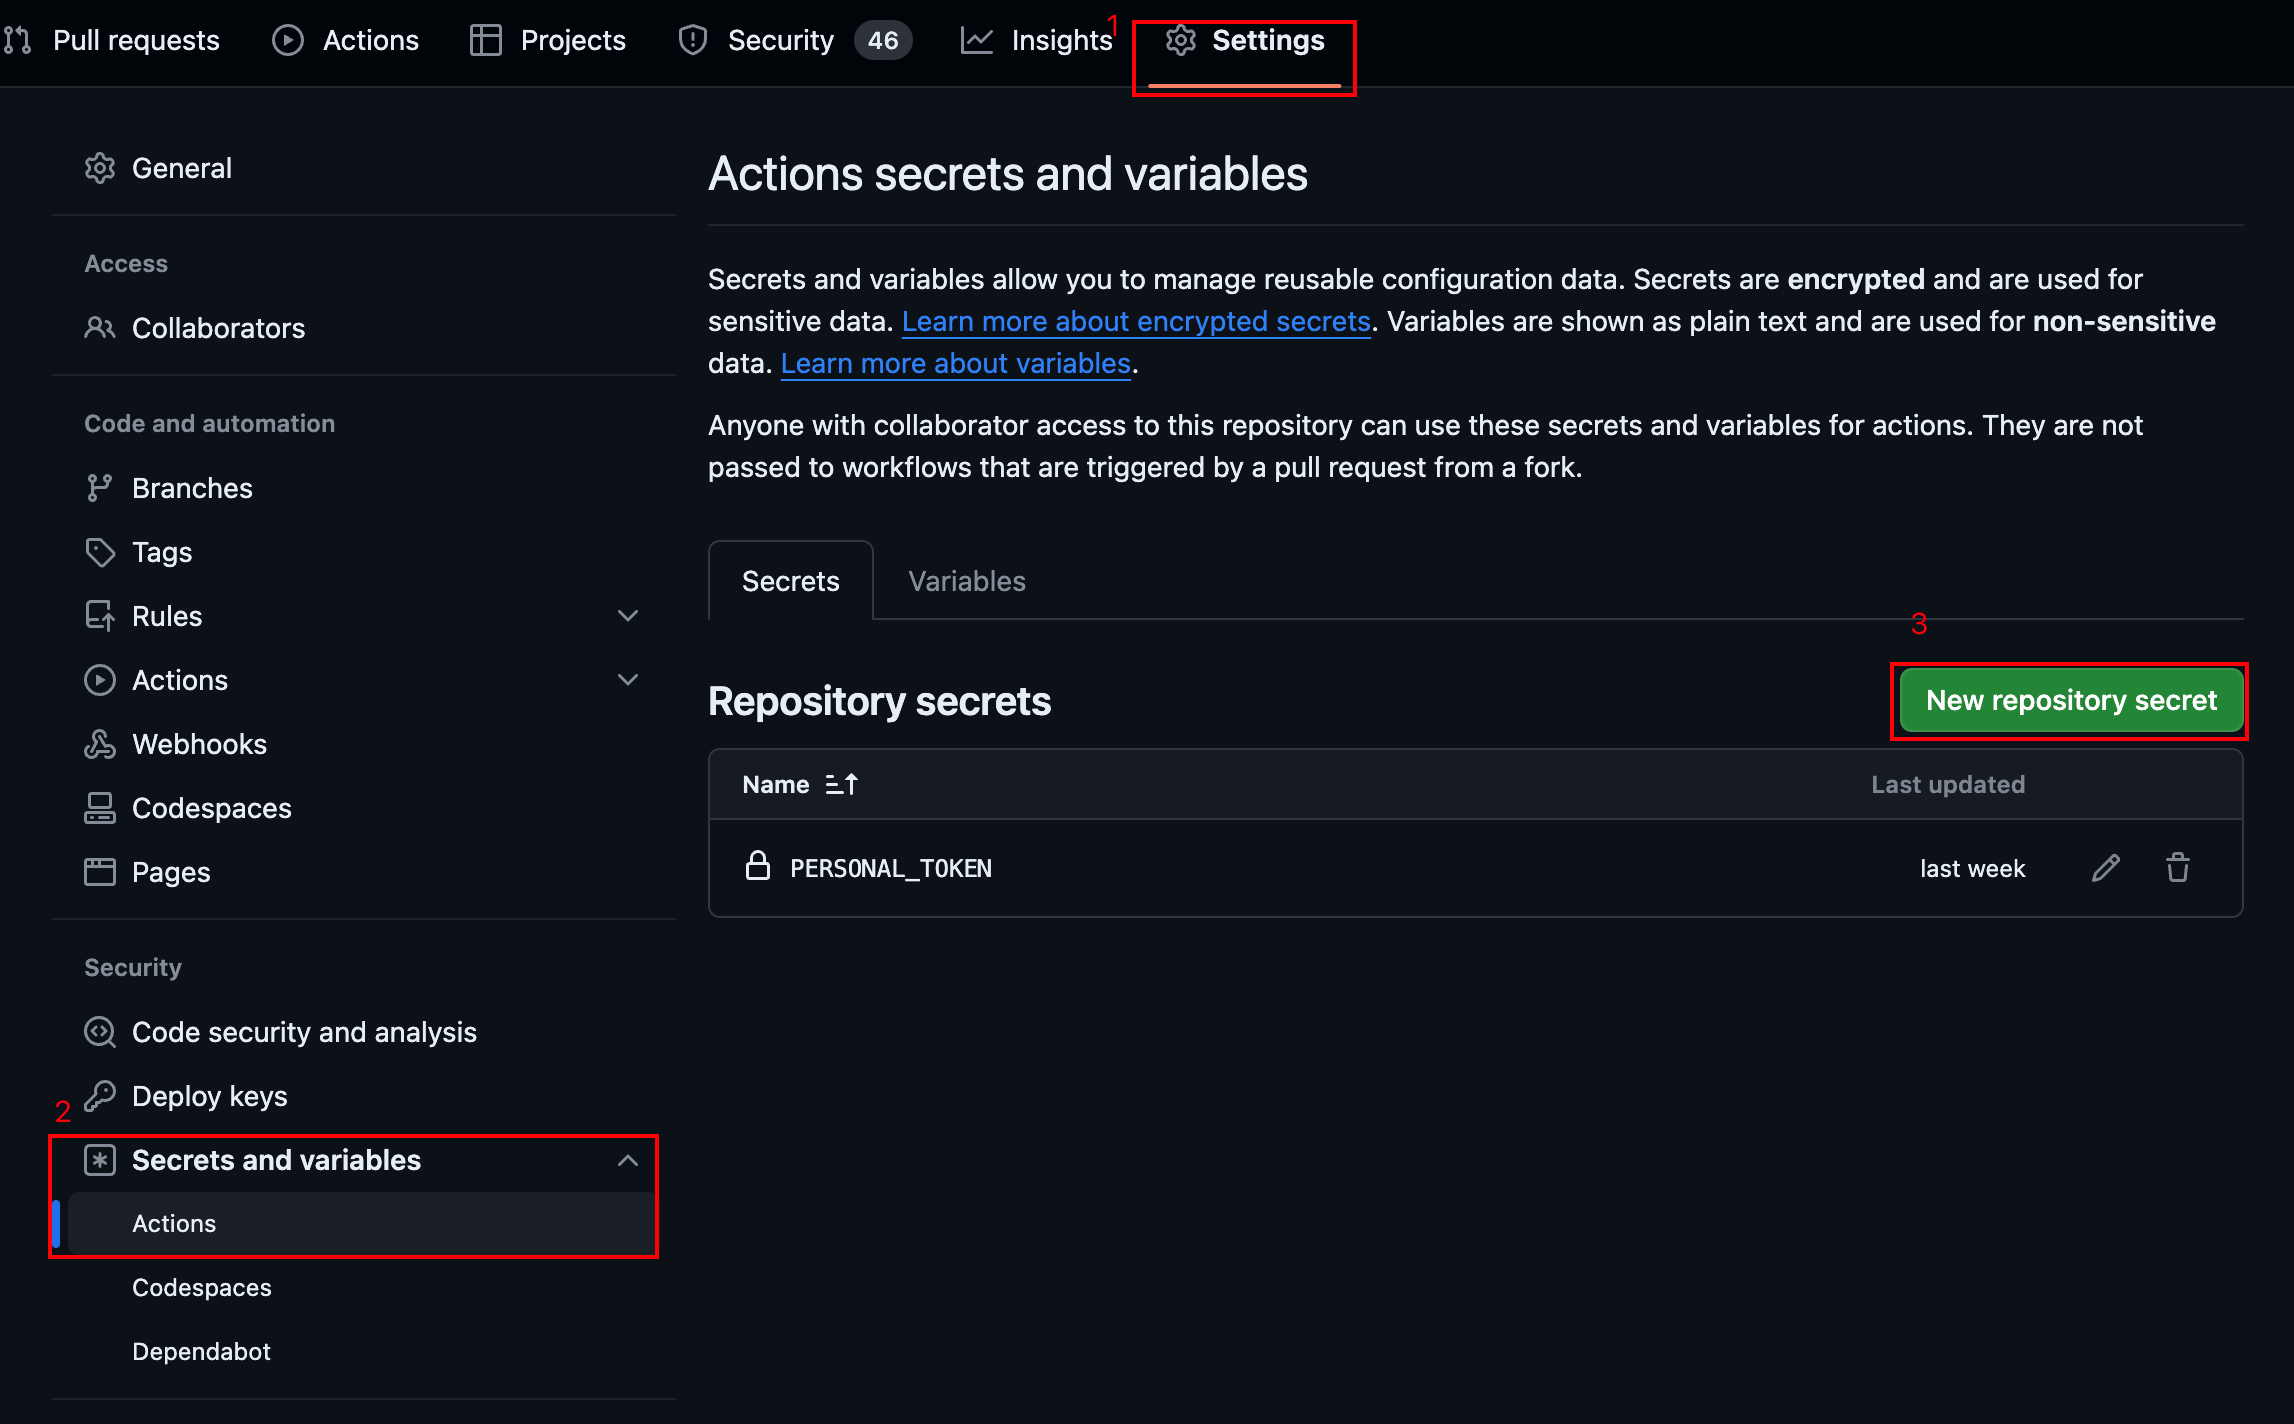 Pull requests
Actions
Projects
Security 46
Insights
1
Settings
General
Access
Collaborators
Code and automation
Branches
Tags
Rules
Actions
Webhooks
Codespaces
Pages
Security
Code security and analysis
Deploy keys
2
Secrets and variables
Actions
Codespaces
Dependabot
Actions secrets and variables
Secrets and variables allow you to manage reusable configuration data. Secrets are encrypted and are used for
sensitive data. Learn more about encrypted secrets. Variables are shown as plain text and are used for non-sensitive
data. Learn more about variables.
Anyone with collaborator access to this repository can use these secrets and variables for actions. They are not
passed to workflows that are triggered by a pull request from a fork.
Secrets
Variables
3
Repository secrets
New repository secret
Name
Last updated
PERSONAL_TOKEN
last week